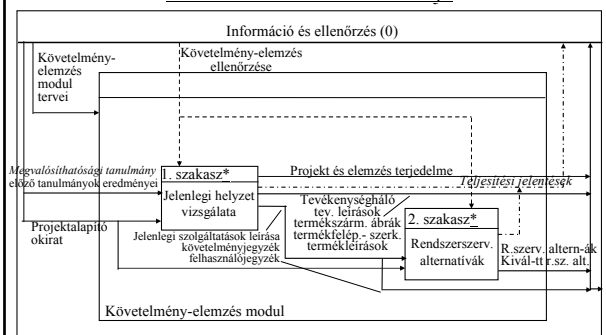 Információ és ellenőrzés (0)
Követelmény-
elemzés
modul
tervei
Követelmény-elemzés
ellenőrzése
Megvalósíthatósági tanulmány
előző tanulmányok eredményei
1. szakasz*
Jelenlegi helyzet
vizsgálata
Projekt és elemzés terjedelme
Teljesítési jelentések
Projektalapító
okirat
Jelenlegi szolgáltatások leírása
követelményjegyzék
felhasználójegyzék
Tevékenységháló
tev. leírások
termékszárm. ábrák
termékfelép.- szerk.
termékleírások
2. szakasz*
Rendszerszerv.
alternatívák
R.szerv. altern-ák
Kivál-tt r.sz. alt.
Követelmény-elemzés modul